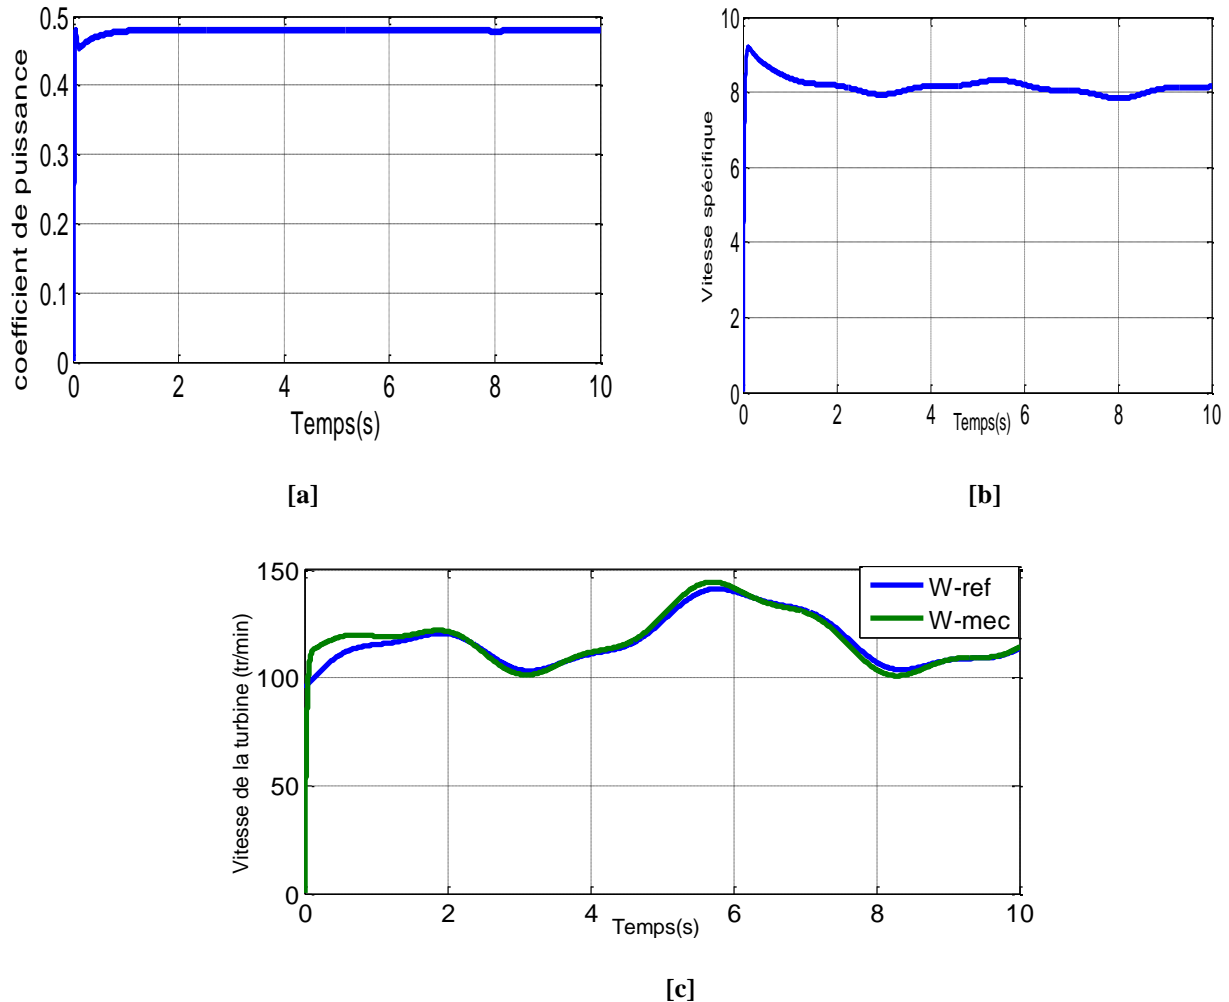 coefficient de puissance
0.5
0.4
0.3
0.2
0.1
0
0 2 4 6 8 10
Temps(s)
[a]
Vitesse spécifique
10
8
6
4
2
0
0 2 4 6 8 10
Temps(s)
[b]
Vitesse de la turbine (tr/min)
150
100
50
0
0 2 4 6 8 10
Temps(s)
W-ref
W-mec
[c]